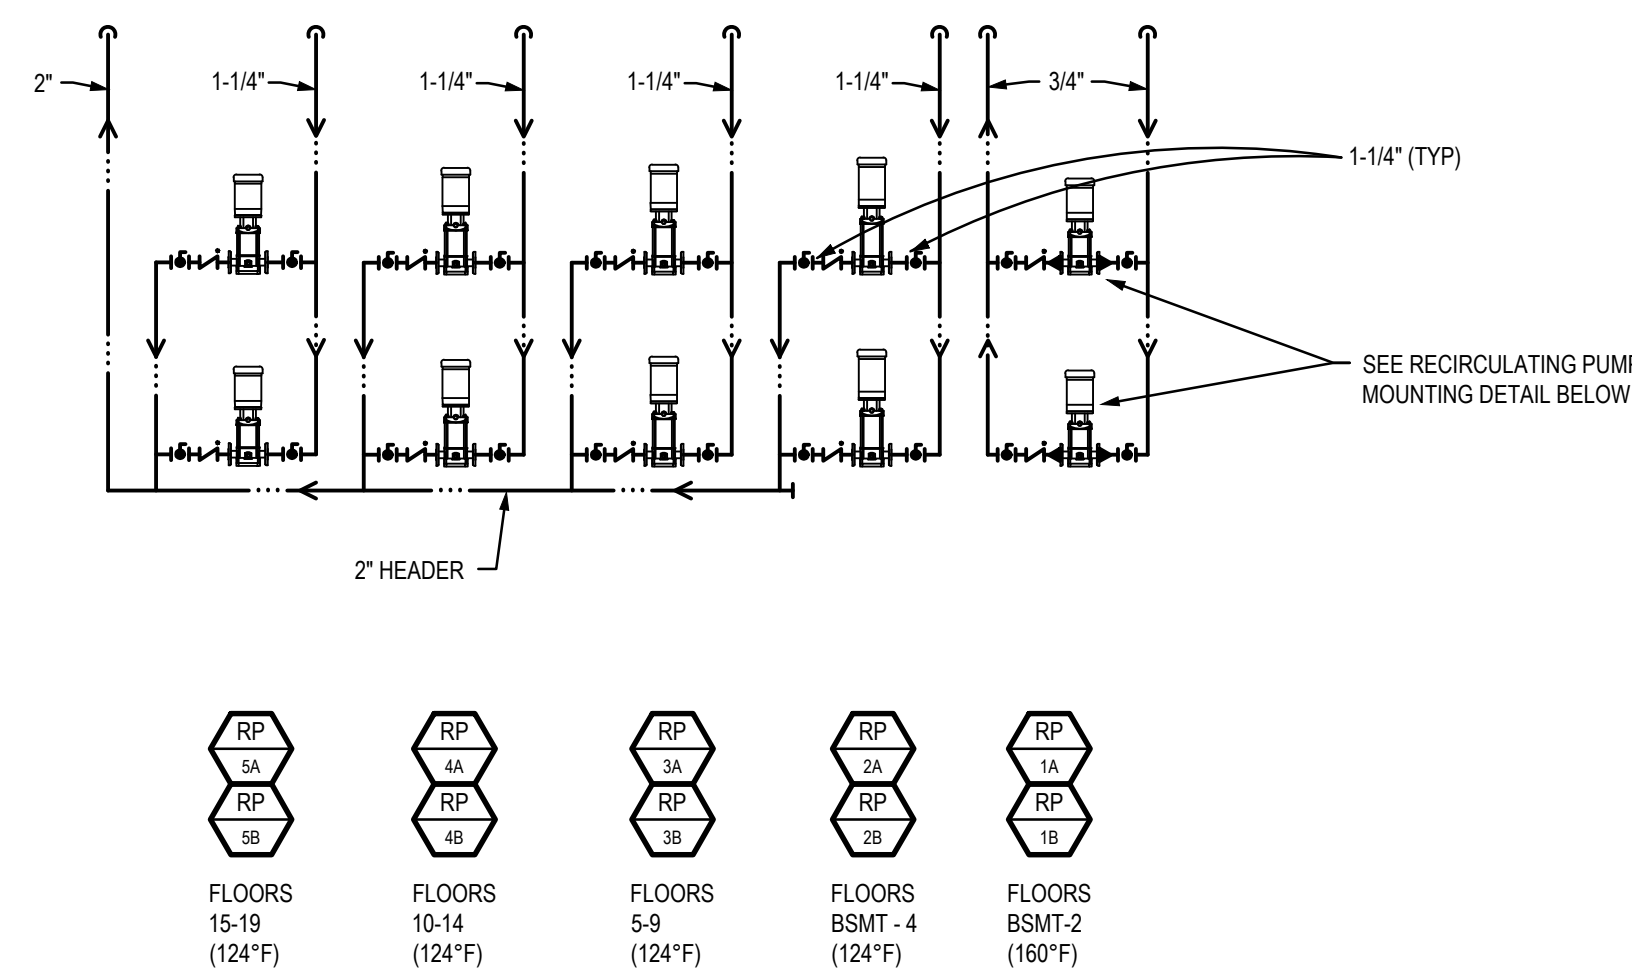 2"
1-1/4"
1-1/4"
1-1/4"
1-1/4"
3/4"
1-1/4" (TYP)
SEE RECIRCULATING PUMP
MOUNTING DETAIL BELOW
2" HEADER
RP
5A
RP
5B
FLOORS
15-19
(124°F)
RP
4A
RP
4B
FLOORS
10-14
(124°F)
RP
3A
RP
3B
FLOORS
5-9
(124°F)
RP
2A
RP
2B
FLOORS
BSMT - 4
(124°F)
RP
1A
RP
1B
FLOORS
BSMT-2
(160°F)